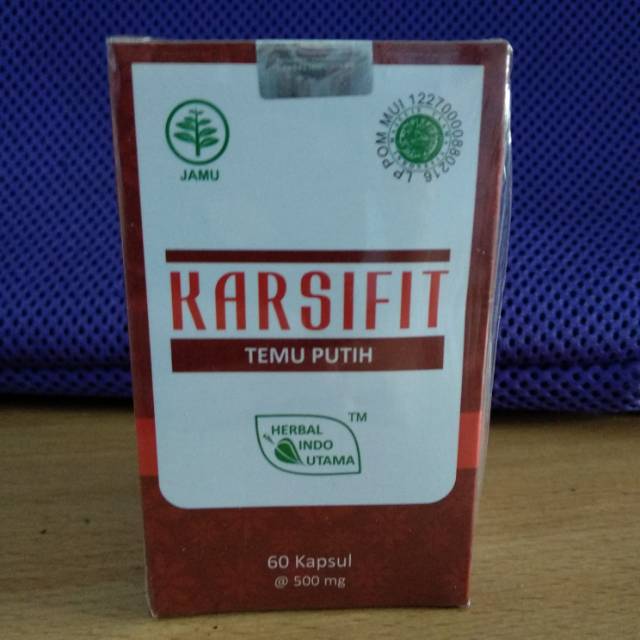 JAMU
LP POM MUI 12270000880216
KARSIFIT
TEMU PUTIH
HERBAL
INDO
UTAMA
TM
60 Kapsul
@ 500 mg